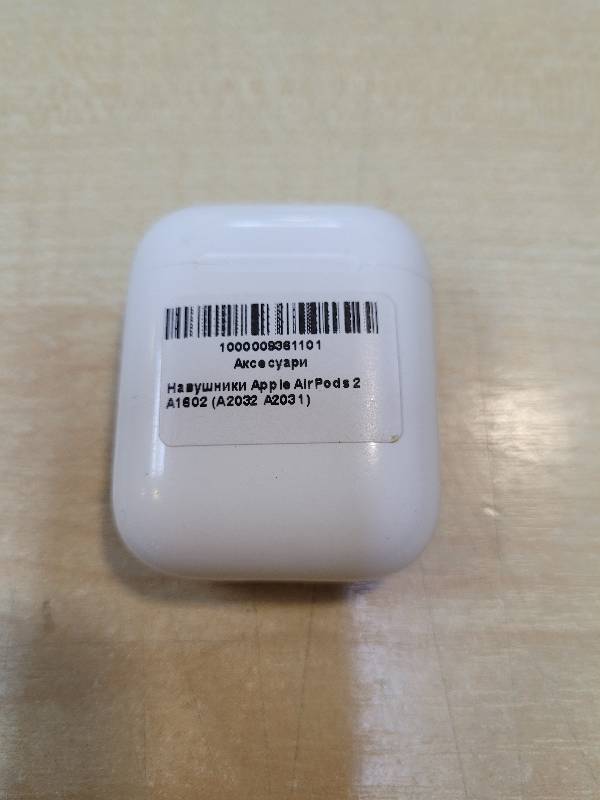 1000009361101
Аксесуари
Навушники Apple AirPods 2
A1602 (A2032 A2031)